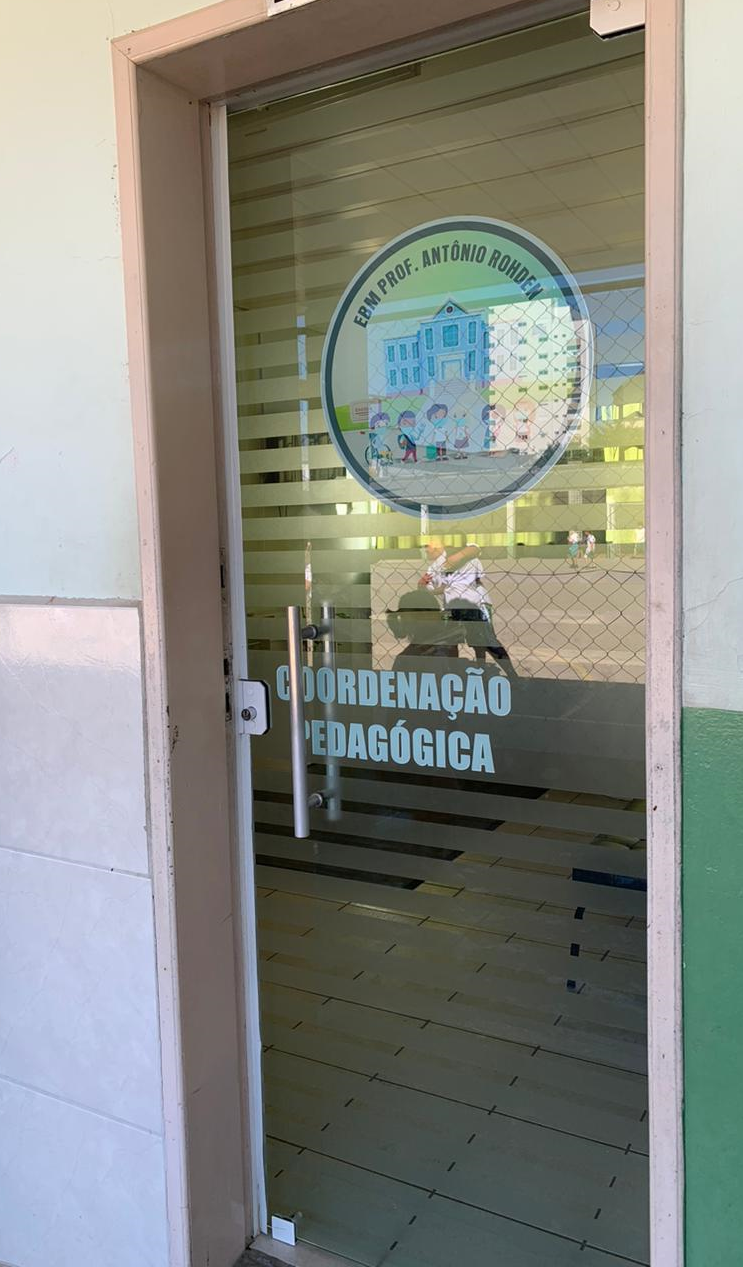 EBM PROF. ANTÔNIO ROHDEN
COORDENAÇÃO
PEDAGÓGICA